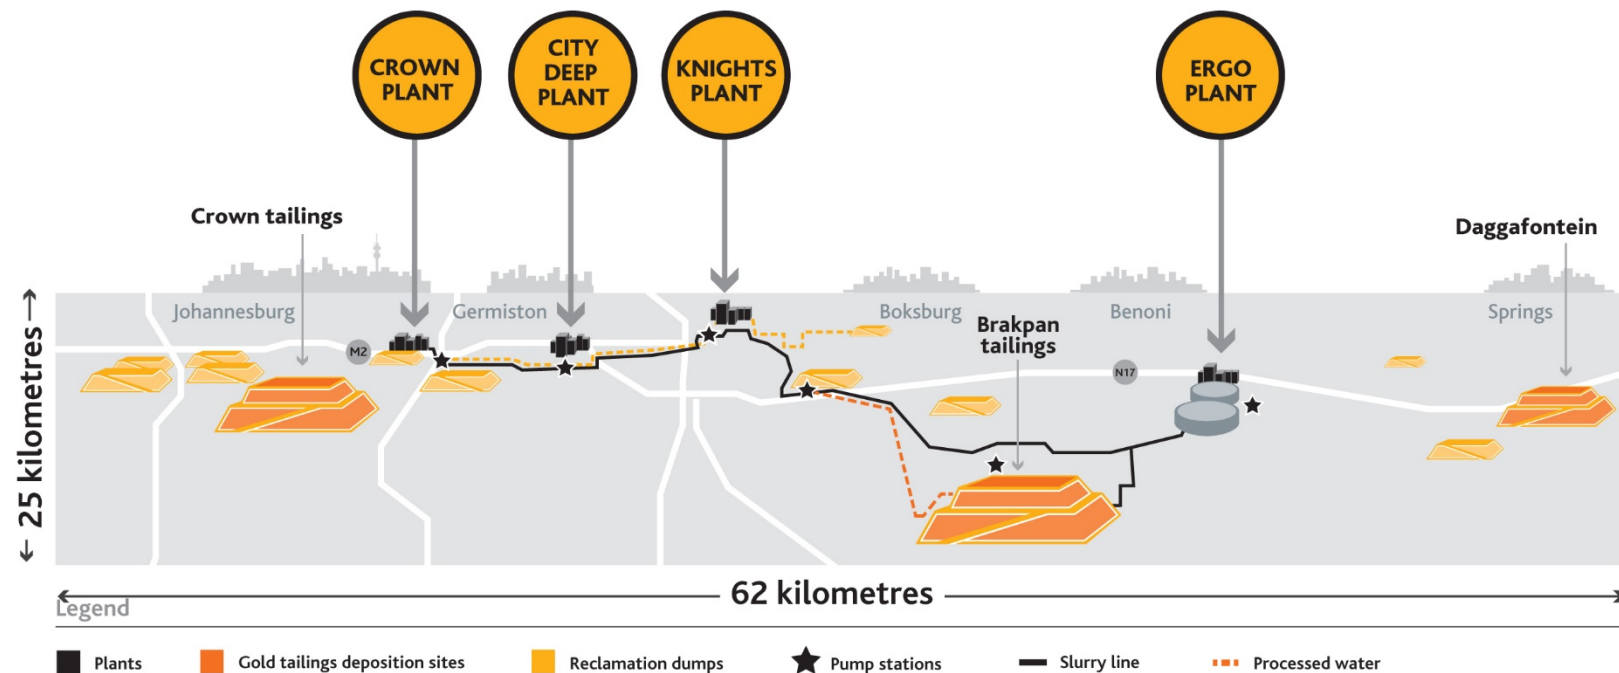 CROWN
PLANT
CITY
DEEP
PLANT
KNIGHTS
PLANT
ERGO
PLANT
Crown tailings
Daggafontein
Johannesburg
Germiston
Boksburg
Benoni
Springs
Brakpan
tailings
M2
N17
25 kilometres
62 kilometres
Legend
Plants
Gold tailings deposition sites
Reclamation dumps
Pump stations
Slurry line
Processed water